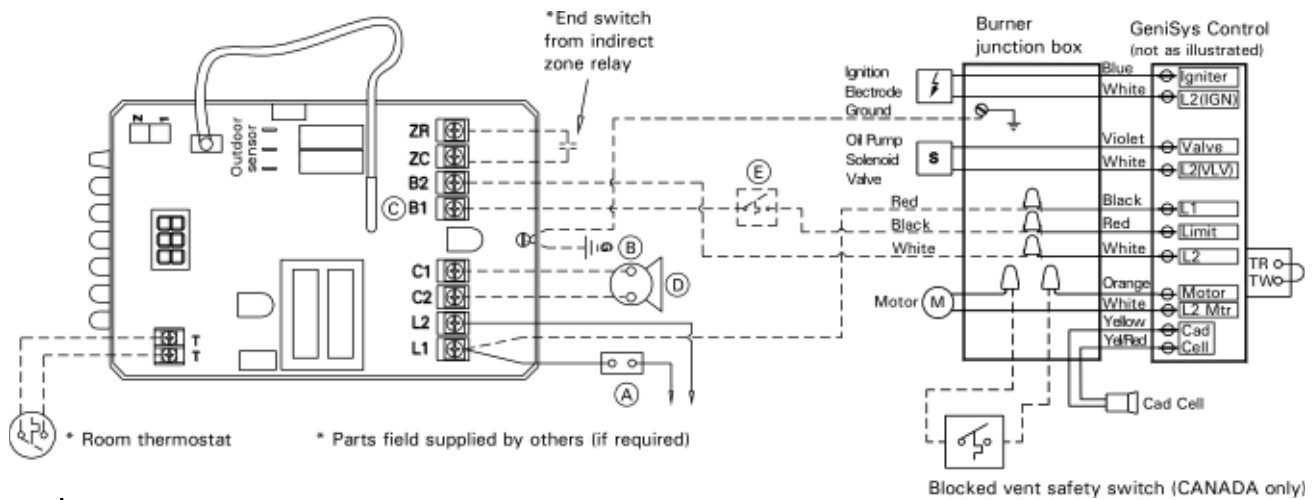 *End switch
from indirect
zone relay
Burner
junction box
GeniSys Control
(not as illustrated)
Ignition
Electrode
Ground
Blue
White
Igniter
L2(IGN)
Oil Pump
Solenoid
Valve
S
Violet
White
Valve
L2(VLV)
2 1
Outdoor
sensor
ZR
ZC
B2
C B1
E
Red
Black
White
Black
Red
White
L1
Limit
L2
G B
C1
C2
D
L2
L1
A
TR
TW
Motor M
Orange
White
Yellow
Yel/Red
Motor
L2 Mtr
Cad
Cell
T
T
Cad Cell
* Room thermostat
* Parts field supplied by others (if required)
Blocked vent safety switch (CANADA only)